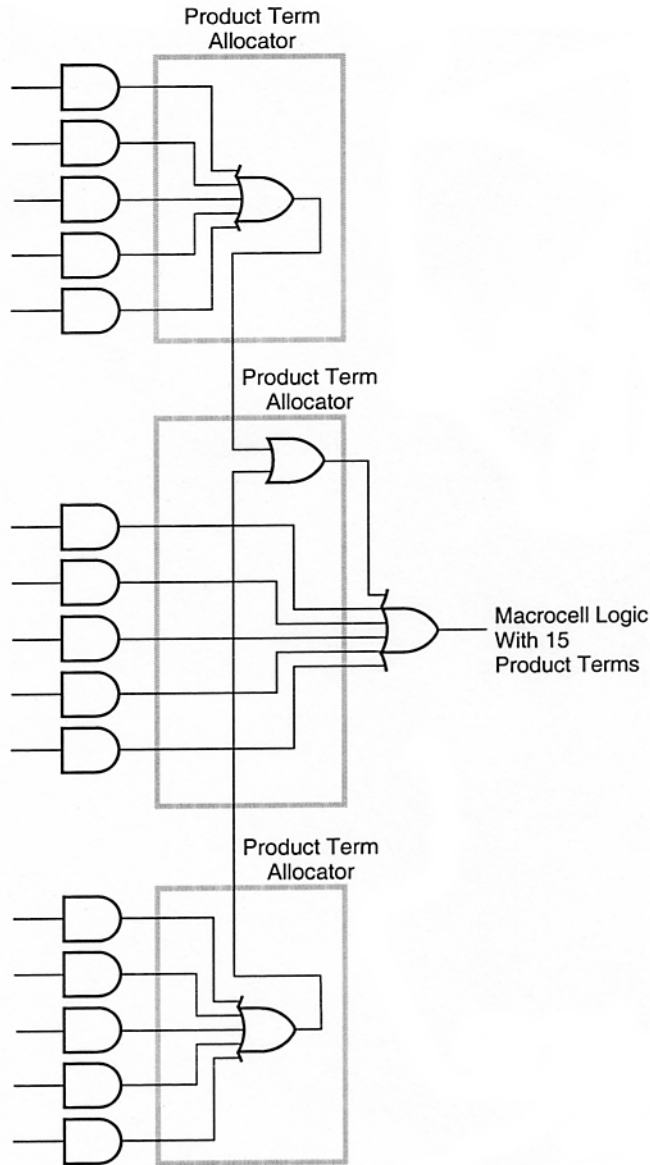 Product Term
Allocator
Product Term
Allocator
Macrocell Logic
With 15
Product Terms
Product Term
Allocator